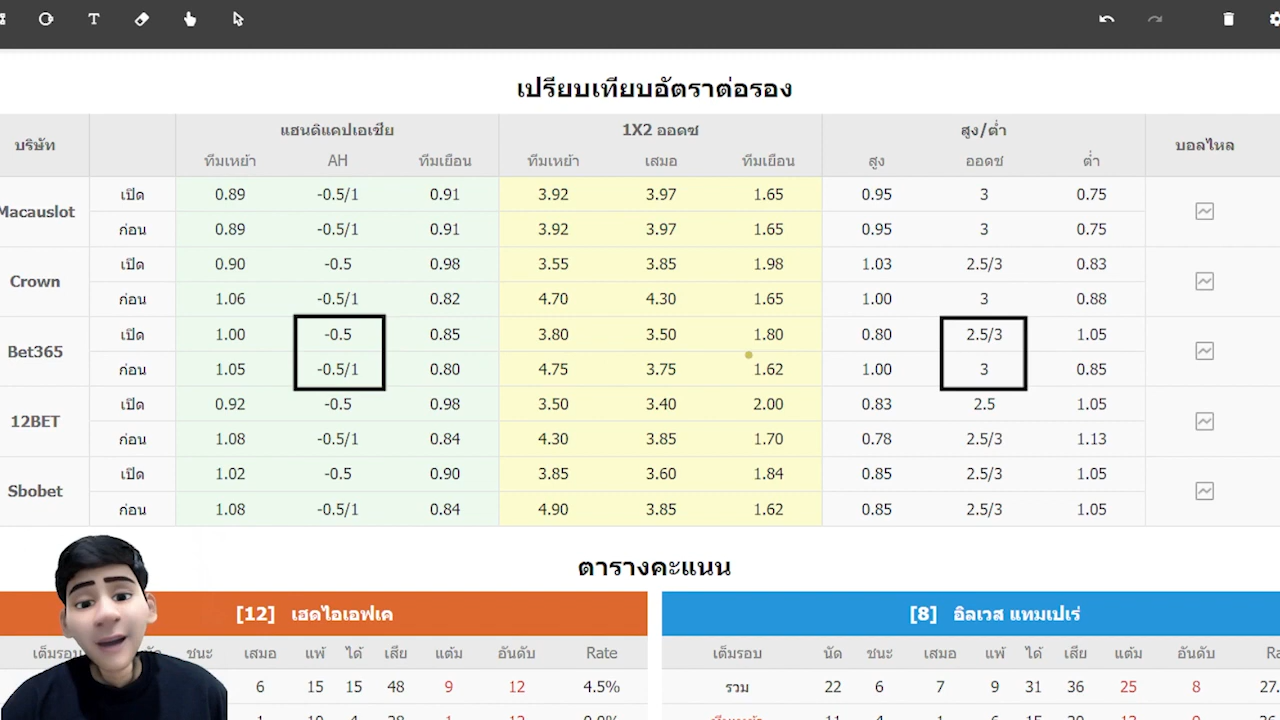 T
เปรียบเทียบอัตราต่อรอง
บริษัท แฮนดิแคปเอเชีย 1X2 ออดซ สูง/ต่ำ บอลไหล
ทีมเหย้า AH ทีมเยือน ทีมเหย้า เสมอ ทีมเยือน สูง ออดซ ต่ำ
Macauslot เปิด 0.89 -0.5/1 0.91 3.92 3.97 1.65 0.95 3 0.75
ก่อน 0.89 -0.5/1 0.91 3.92 3.97 1.65 0.95 3 0.75
Crown เปิด 0.90 -0.5 0.98 3.55 3.85 1.98 1.03 2.5/3 0.83
ก่อน 1.06 -0.5/1 0.82 4.70 4.30 1.65 1.00 3 0.88
Bet365 เปิด 1.00 -0.5 0.85 3.80 3.50 1.80 0.80 2.5/3 1.05
ก่อน 1.05 -0.5/1 0.80 4.75 3.75 1.62 1.00 3 0.85
12BET เปิด 0.92 -0.5 0.98 3.50 3.40 2.00 0.83 2.5 1.05
ก่อน 1.08 -0.5/1 0.84 4.30 3.85 1.70 0.78 2.5/3 1.13
Sbobet เปิด 1.02 -0.5 0.90 3.85 3.60 1.84 0.85 2.5/3 1.05
ก่อน 1.08 -0.5/1 0.84 4.90 3.85 1.62 0.85 2.5/3 1.05
ตารางคะแนน
[12] เฮดไอเอฟเค [8] อิลเวส แทมเปเร่
เต็มรอบ ชนะ เสมอ แพ้ ได้ เสีย แต้ม อันดับ Rate เต็มรอบ นัด ชนะ เสมอ แพ้ ได้ เสีย แต้ม อันดับ
6 15 15 48 9 12 4.5% รวม 22 6 7 9 31 36 25 8